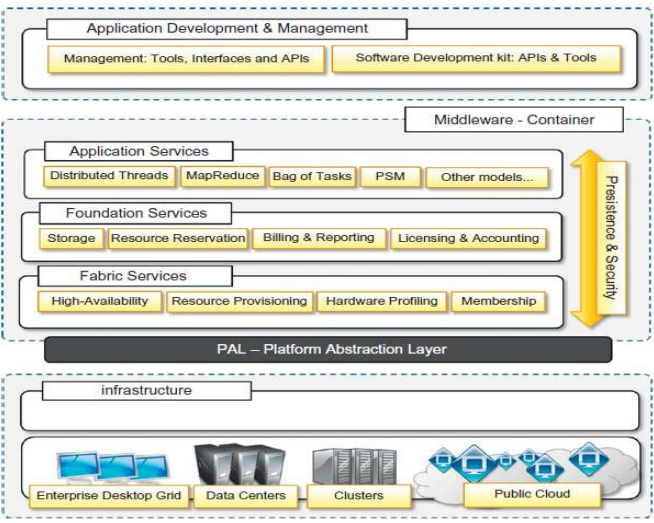 Application Development & Management
Management: Tools, Interfaces and APIs
Software Development kit: APIs & Tools
Middleware - Container
Application Services
Distributed Threads
MapReduce
Bag of Tasks
PSM
Other models...
Foundation Services
Storage
Resource Reservation
Billing & Reporting
Licensing & Accounting
Fabric Services
High-Availability
Resource Provisioning
Hardware Profiling
Membership
Presistence & Security
PAL – Platform Abstraction Layer
infrastructure
Enterprise Desktop Grid
Data Centers
Clusters
Public Cloud